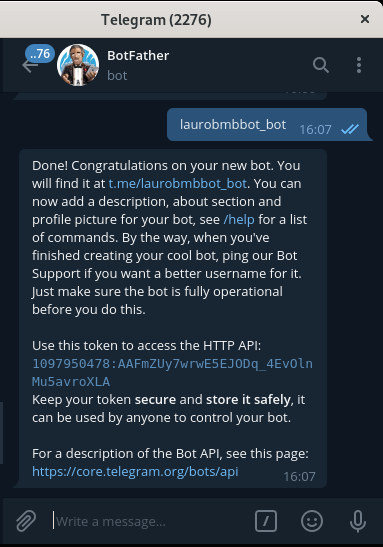 Telegram (2276)
..76
BotFather
bot
laurobmbbot_bot 16:07
Done! Congratulations on your new bot. You
will find it at t.me/laurobmbbot_bot. You can
now add a description, about section and
profile picture for your bot, see /help for a list
of commands. By the way, when you've
finished creating your cool bot, ping our Bot
Support if you want a better username for it.
Just make sure the bot is fully operational
before you do this.
Use this token to access the HTTP API:
1097950478:AAFmZUy7wrwE5EJODq_4EvOln
Mu5avroXLA
Keep your token secure and store it safely, it
can be used by anyone to control your bot.
For a description of the Bot API, see this page:
https://core.telegram.org/bots/api 16:07
Write a message...